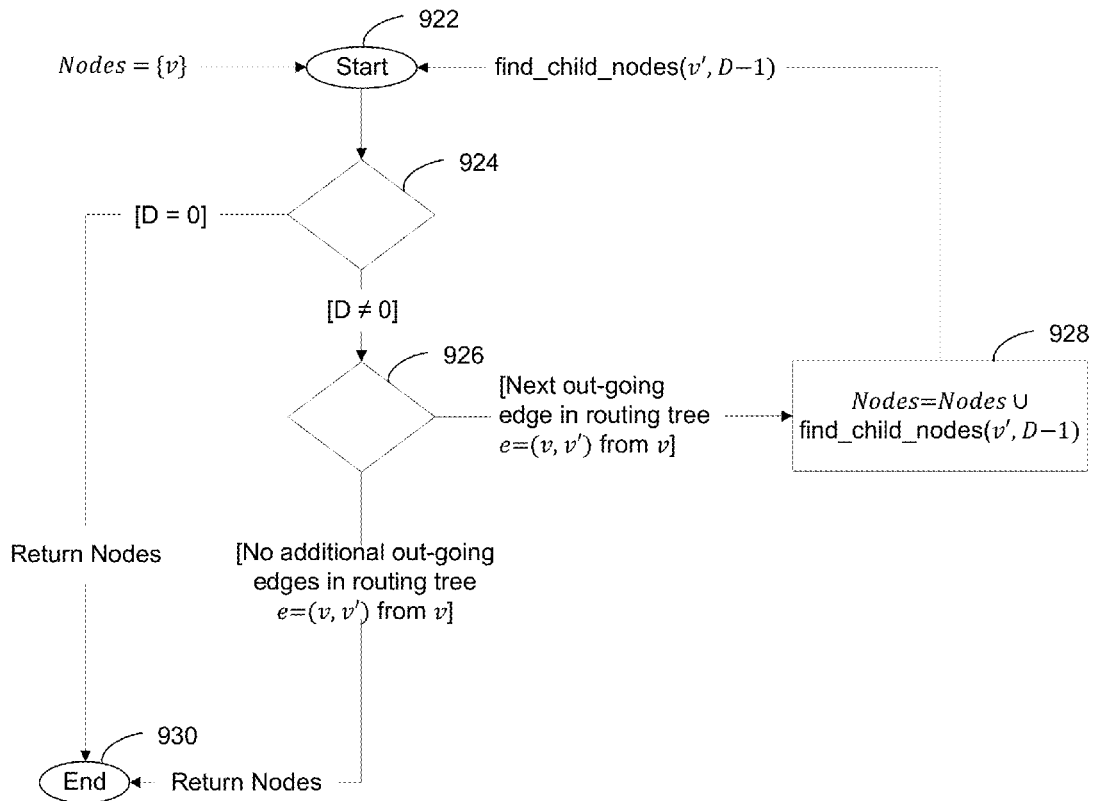 922
Nodes = {v}
Start
find_child_nodes(v', D−1)
924
[D = 0]
[D ≠ 0]
926
928
[Next out-going
edge in routing tree
e=(v, v') from v]
Nodes=Nodes ∪
find_child_nodes(v', D−1)
Return Nodes
[No additional out-going
edges in routing tree
e=(v, v') from v]
930
End
Return Nodes